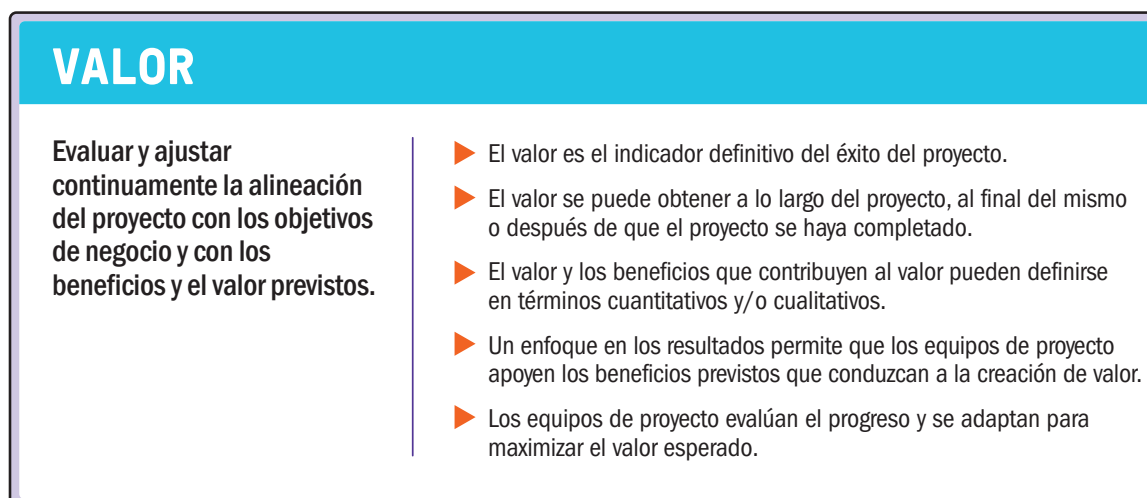 VALOR
Evaluar y ajustar
continuamente la alineación
del proyecto con los objetivos
de negocio y con los
beneficios y el valor previstos.
El valor es el indicador definitivo del éxito del proyecto.
El valor se puede obtener a lo largo del proyecto, al final del mismo
o después de que el proyecto se haya completado.
El valor y los beneficios que contribuyen al valor pueden definirse
en términos cuantitativos y/o cualitativos.
Un enfoque en los resultados permite que los equipos de proyecto
apoyen los beneficios previstos que conduzcan a la creación de valor.
Los equipos de proyecto evalúan el progreso y se adaptan para
maximizar el valor esperado.